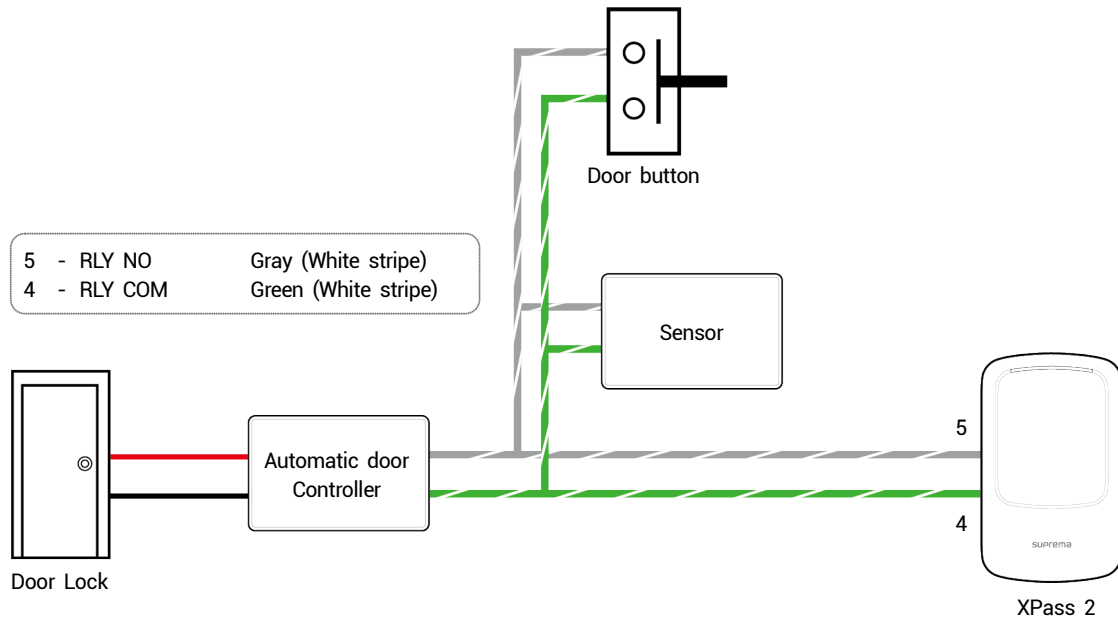 Door button
5 - RLY NO Gray (White stripe)
4 - RLY COM Green (White stripe)
Sensor
Automatic door
Controller
5
4
suprema
Door Lock
XPass 2